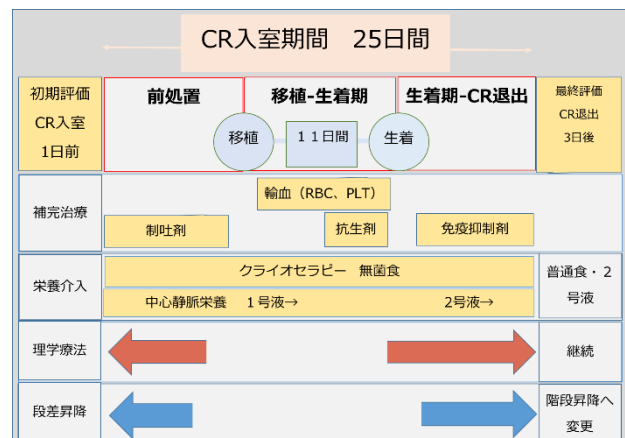 CR入室期間　25日間
初期評価
CR入室
1日前
前処置
移植-生着期
生着期-CR退出
最終評価
CR退出
3日後
移植
１１日間
生着
補完治療
輸血（RBC、PLT）
制吐剤
抗生剤
免疫抑制剤
栄養介入
クライオセラピー　無菌食
中心静脈栄養　１号液→
2号液→
普通食・２
号液
理学療法
継続
段差昇降
階段昇降へ
変更